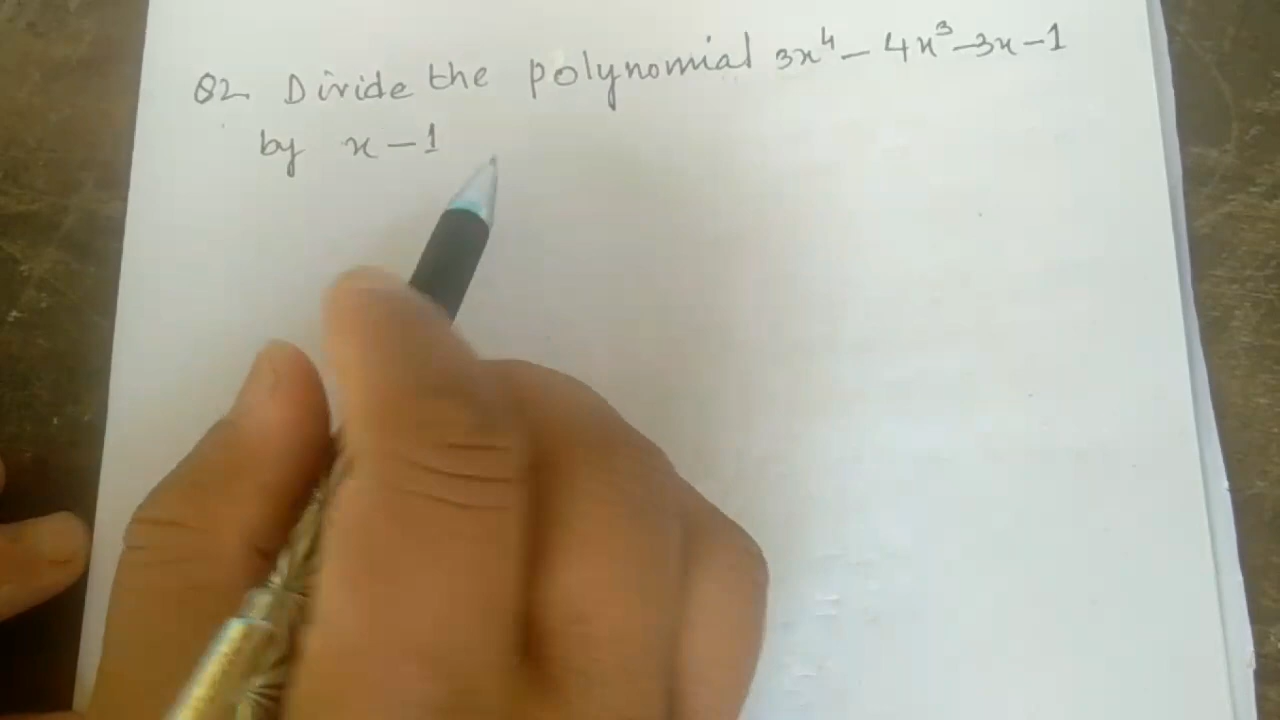 Q2. Divide the polynomial 3x⁴ - 4x³ - 3x - 1
by x - 1